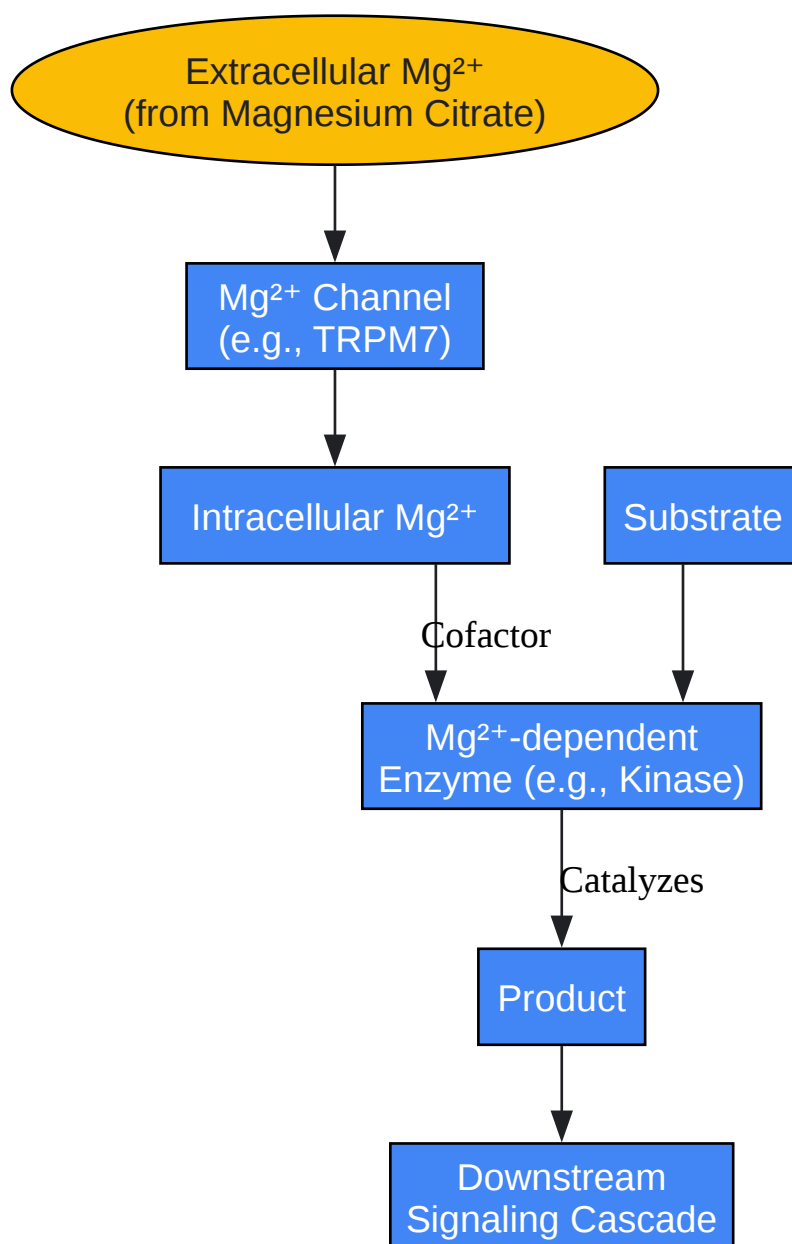 Extracellular Mg²⁺
(from Magnesium Citrate)
Mg²⁺ Channel
(e.g., TRPM7)
Intracellular Mg²⁺
Substrate
Cofactor
Mg²⁺-dependent
Enzyme (e.g., Kinase)
Catalyzes
Product
Downstream
Signaling Cascade